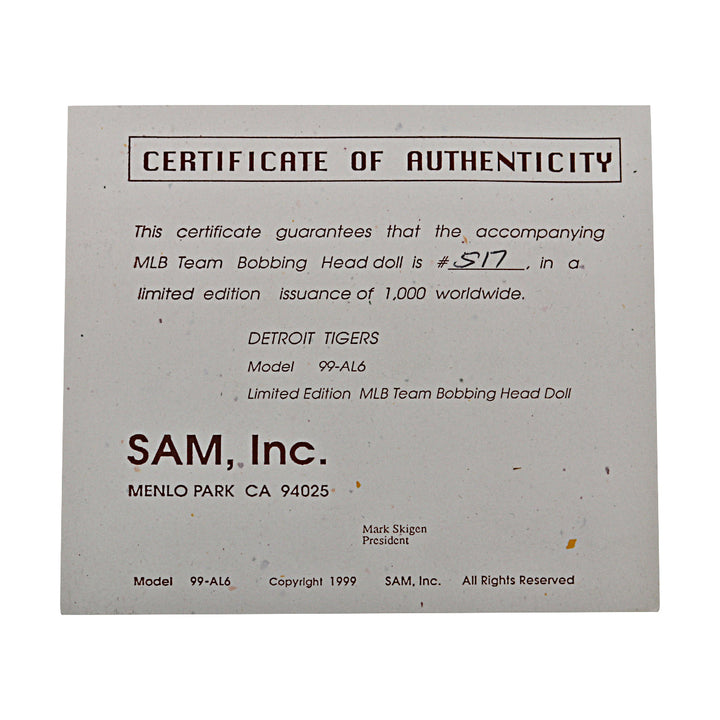 CERTIFICATE OF AUTHENTICITY
This certificate guarantees that the accompanying
MLB Team Bobbing Head doll is #517, in a
limited edition issuance of 1,000 worldwide.
DETROIT TIGERS
Model 99-AL6
Limited Edition MLB Team Bobbing Head Doll
SAM, Inc.
MENLO PARK CA 94025
Mark Skigen
President
Model 99-AL6 Copyright 1999 SAM, Inc. All Rights Reserved